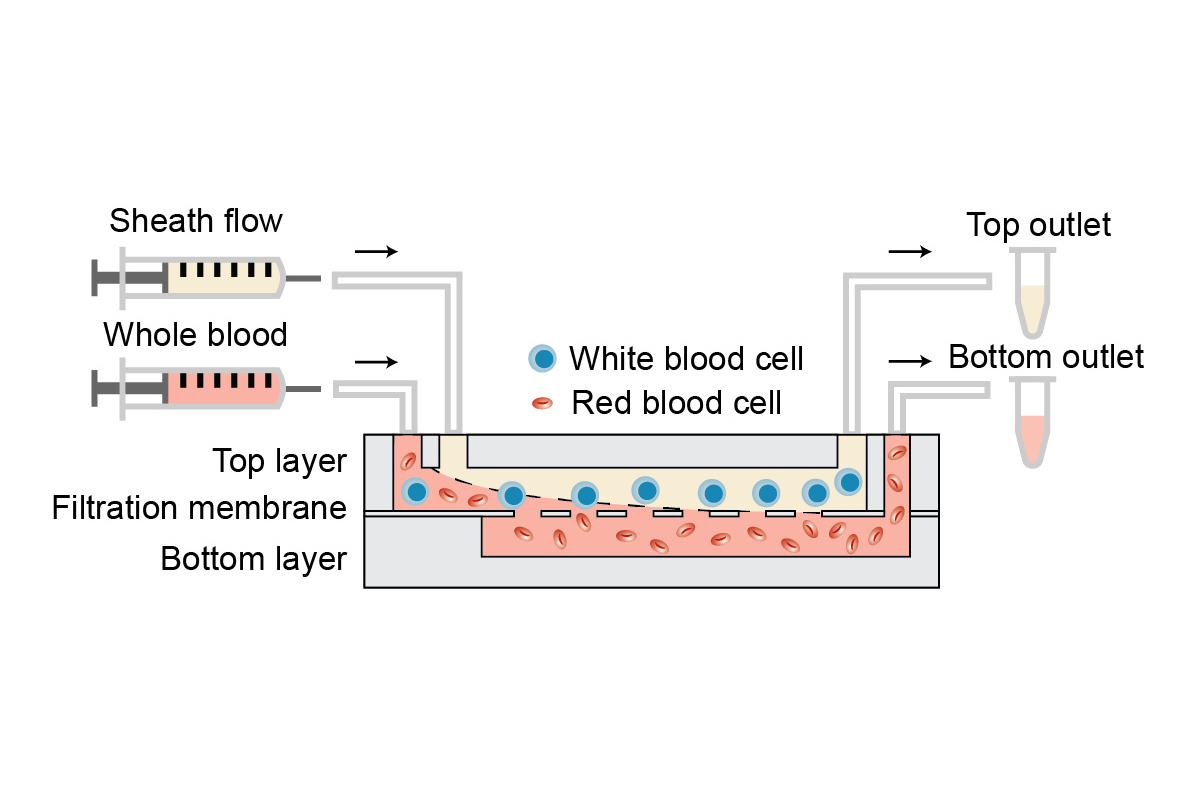 Sheath flow
Top outlet
Whole blood
White blood cell
Bottom outlet
Red blood cell
Top layer
Filtration membrane
Bottom layer